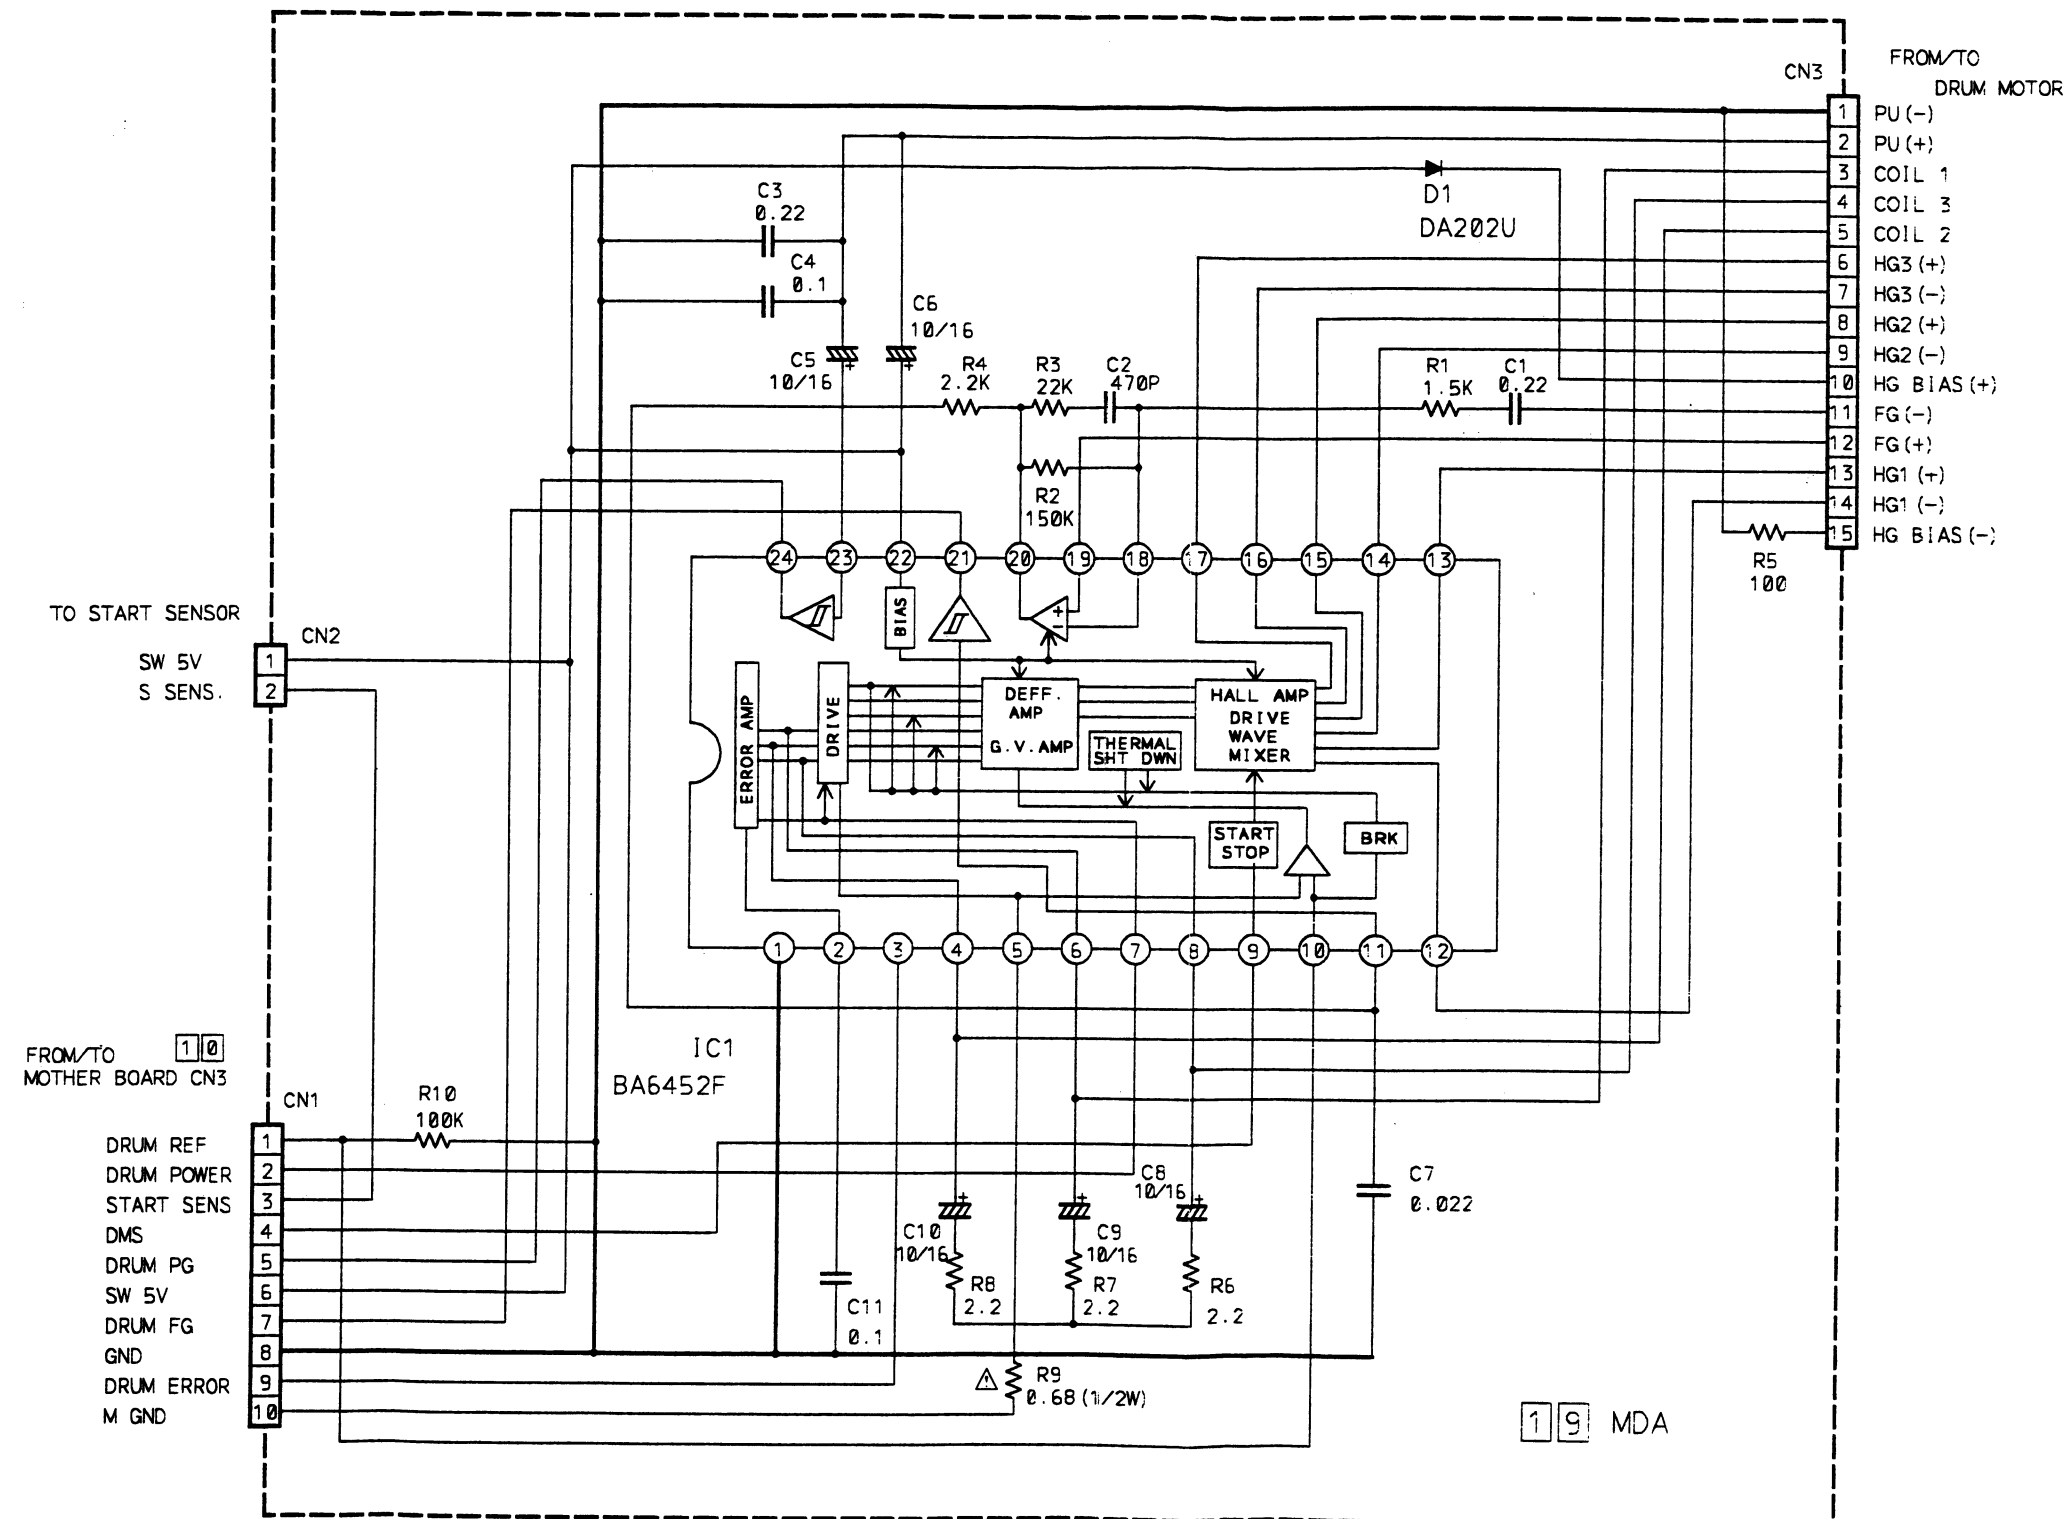 FROM/TO
DRUM MOTOR
CN3
1 PU(-)
2 PU(+)
3 COIL 1
4 COIL 3
5 COIL 2
6 HG3(+)
7 HG3(-)
8 HG2(+)
9 HG2(-)
10 HG BIAS(+)
11 FG(-)
12 FG(+)
13 HG1(+)
14 HG1(-)
15 HG BIAS(-)
D1
DA202U
C3
0.22
C4
0.1
C6
10/16
C5
10/16
R4
2.2K
R3
22K
C2
470P
R1
1.5K
C1
0.22
R2
150K
R5
100
24 23 22 21 20 19 18 17 16 15 14 13
BIAS
+
-
TO START SENSOR
CN2
SW 5V 1
S SENS. 2
ERROR AMP
DRIVE
DEFF.
AMP
G.V.AMP
THERMAL
SHT DWN
HALL AMP
DRIVE
WAVE
MIXER
START
STOP
BRK
1 2 3 4 5 6 7 8 9 10 11 12
IC1
BA6452F
FROM/TO 10
MOTHER BOARD CN3
CN1
R10
100K
DRUM REF 1
DRUM POWER 2
START SENS 3
DMS 4
DRUM PG 5
SW 5V 6
DRUM FG 7
GND 8
DRUM ERROR 9
M GND 10
C8
10/16
C7
0.022
C10
10/16
C9
10/16
R8
2.2
R7
2.2
R6
2.2
C11
0.1
R9
0.68(1/2W)
19 MDA